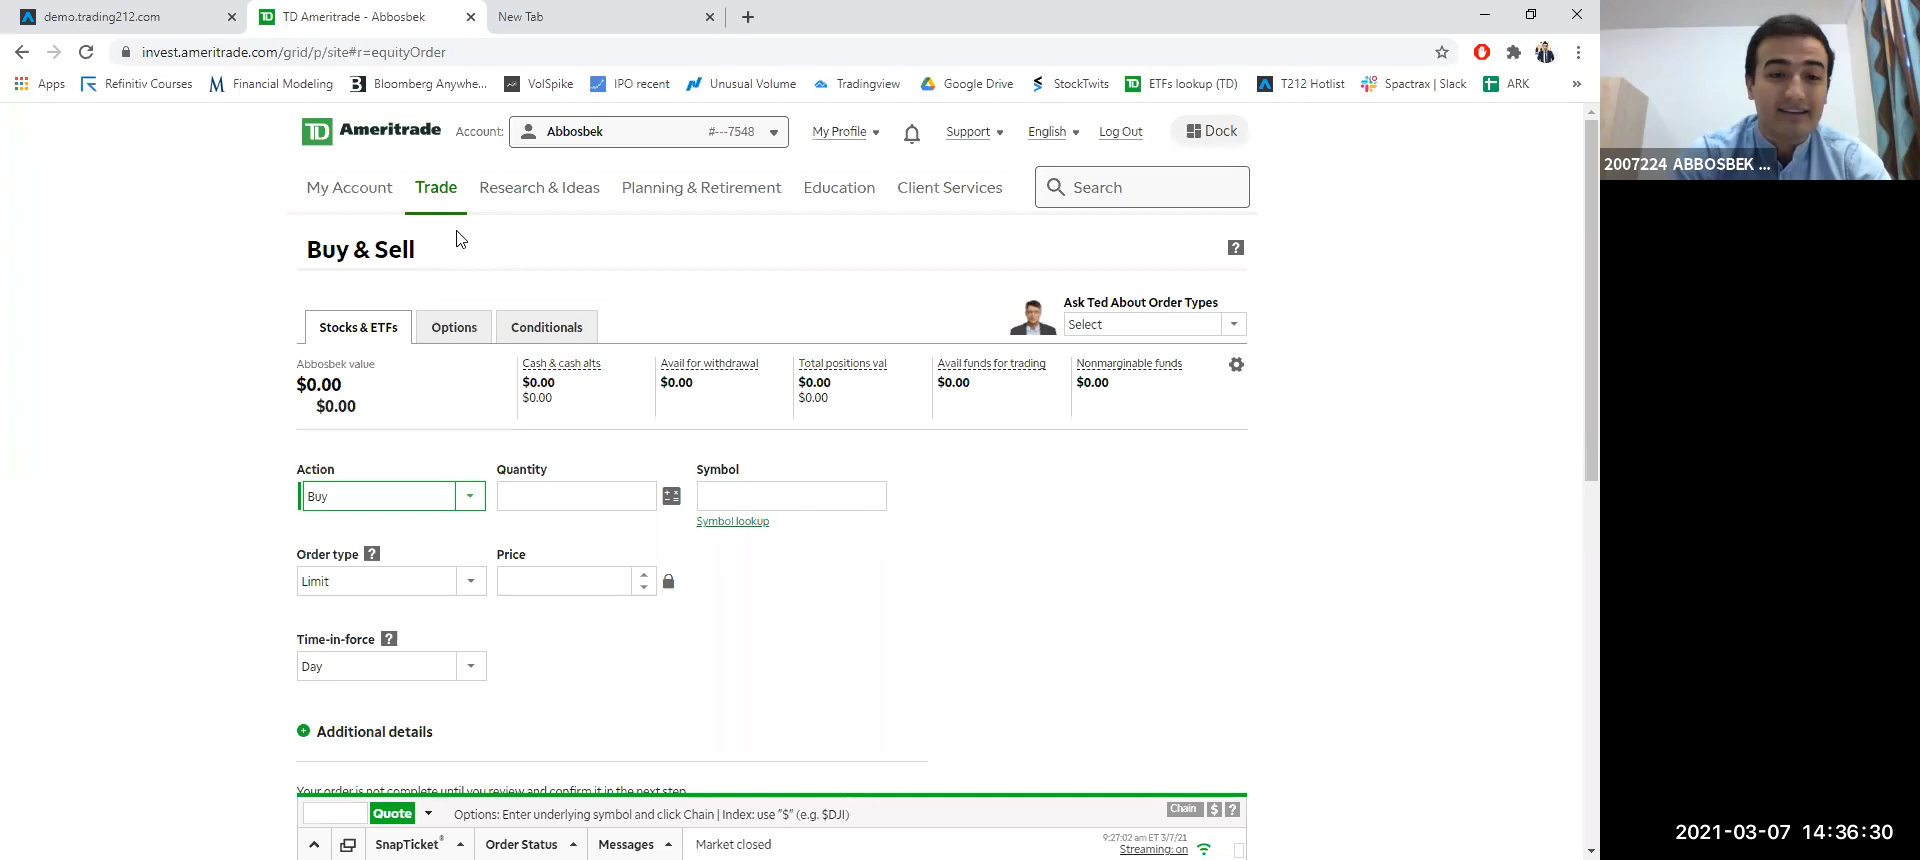 demo.trading212.com
TD Ameritrade - Abbosbek
New Tab
invest.ameritrade.com/grid/p/site#r=equityOrder
Apps
Refinitiv Courses
Financial Modeling
Bloomberg Anywhe...
VolSpike
IPO recent
Unusual Volume
Tradingview
Google Drive
StockTwits
ETFs lookup (TD)
T212 Hotlist
Spactrax | Slack
ARK
»
TD Ameritrade
Account:
Abbosbek
#---7548
My Profile
Support
English
Log Out
Dock
My Account
Trade
Research & Ideas
Planning & Retirement
Education
Client Services
Search
2007224 ABBOSBEK ...
Buy & Sell
?
Stocks & ETFs
Options
Conditionals
Ask Ted About Order Types
Select
Abbosbek value
$0.00
$0.00
Cash & cash alts
$0.00
$0.00
Avail for withdrawal
$0.00
Total positions val
$0.00
$0.00
Avail funds for trading
$0.00
Nonmarginable funds
$0.00
Action
Quantity
Symbol
Buy
Symbol lookup
Order type ?
Price
Limit
Time-in-force ?
Day
Additional details
Your order is not complete until you review and confirm it in the next step
Quote
Options: Enter underlying symbol and click Chain | Index: use "$" (e.g. $DJI)
Chain $ ?
SnapTicket®
Order Status
Messages
Market closed
9:27:02 am ET 3/7/21
Streaming: on
2021-03-07 14:36:30